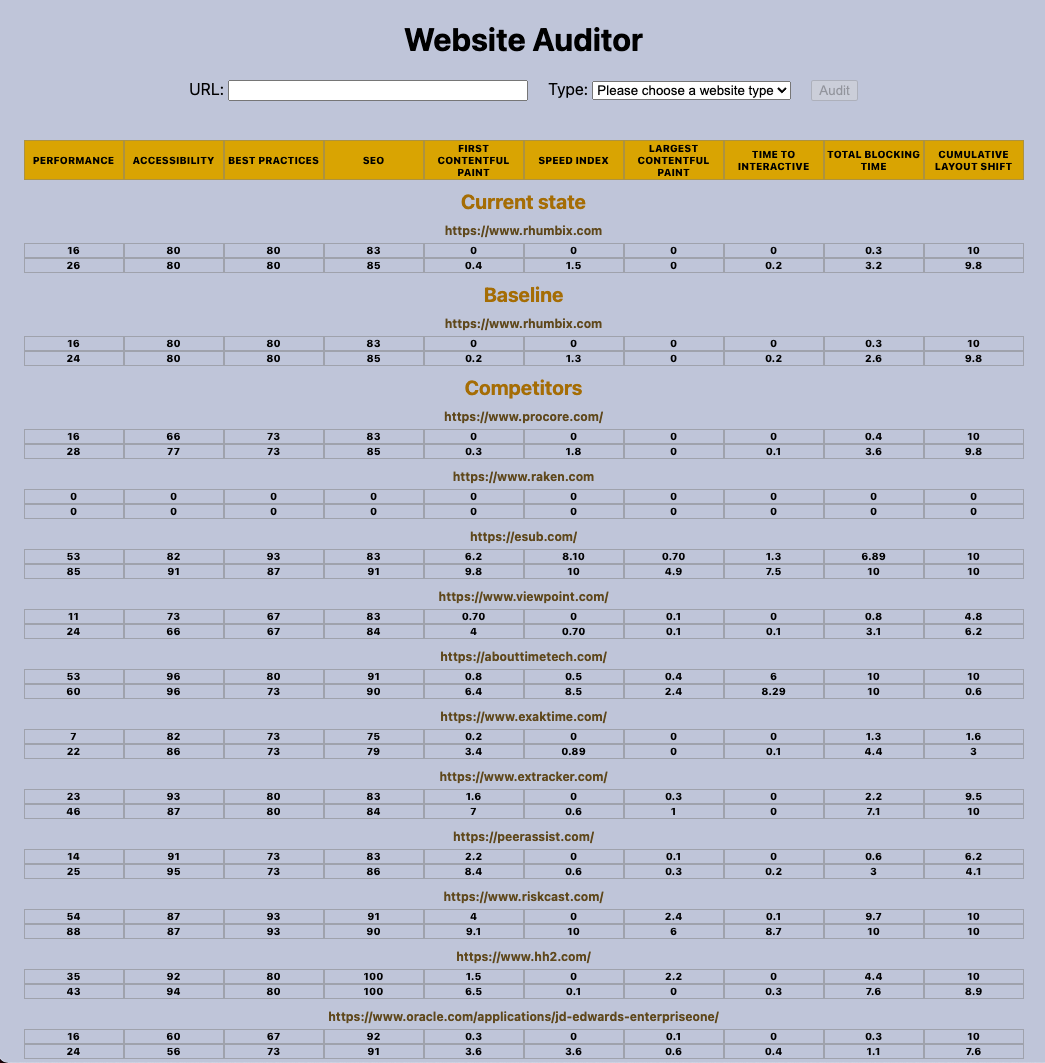 Website Auditor
URL: Type: Please choose a website type Audit
PERFORMANCE ACCESSIBILITY BEST PRACTICES SEO FIRST CONTENTFUL PAINT SPEED INDEX LARGEST CONTENTFUL PAINT TIME TO INTERACTIVE TOTAL BLOCKING TIME CUMULATIVE LAYOUT SHIFT
Current state
https://www.rhumbix.com
16 80 80 83 0 0 0 0 0.3 10
26 80 80 85 0.4 1.5 0 0.2 3.2 9.8
Baseline
https://www.rhumbix.com
16 80 80 83 0 0 0 0 0.3 10
24 80 80 85 0.2 1.3 0 0.2 2.6 9.8
Competitors
https://www.procore.com/
16 66 73 83 0 0 0 0 0.4 10
28 77 73 85 0.3 1.8 0 0.1 3.6 9.8
https://www.raken.com
0 0 0 0 0 0 0 0 0 0
0 0 0 0 0 0 0 0 0 0
https://esub.com/
53 82 93 83 6.2 8.10 0.70 1.3 6.89 10
85 91 87 91 9.8 10 4.9 7.5 10 10
https://www.viewpoint.com/
11 73 67 83 0.70 0 0.1 0 0.8 4.8
24 66 67 84 4 0.70 0.1 0.1 3.1 6.2
https://abouttimetech.com/
53 96 80 91 0.8 0.5 0.4 6 10 10
60 96 73 90 6.4 8.5 2.4 8.29 10 0.6
https://www.exaktime.com/
7 82 73 75 0.2 0 0 0 1.3 1.6
22 86 73 79 3.4 0.89 0 0.1 4.4 3
https://www.extracker.com/
23 93 80 83 1.6 0 0.3 0 2.2 9.5
46 87 80 84 7 0.6 1 0 7.1 10
https://peerassist.com/
14 91 73 83 2.2 0 0.1 0 0.6 6.2
25 95 73 86 8.4 0.6 0.3 0.2 3 4.1
https://www.riskcast.com/
54 87 93 91 4 0 2.4 0.1 9.7 10
88 87 93 90 9.1 10 6 8.7 10 10
https://www.hh2.com/
35 92 80 100 1.5 0 2.2 0 4.4 10
43 94 80 100 6.5 0.1 0 0.3 7.6 8.9
https://www.oracle.com/applications/jd-edwards-enterpriseone/
16 60 67 92 0.3 0 0.1 0 0.3 10
24 56 73 91 3.6 3.6 0.6 0.4 1.1 7.6